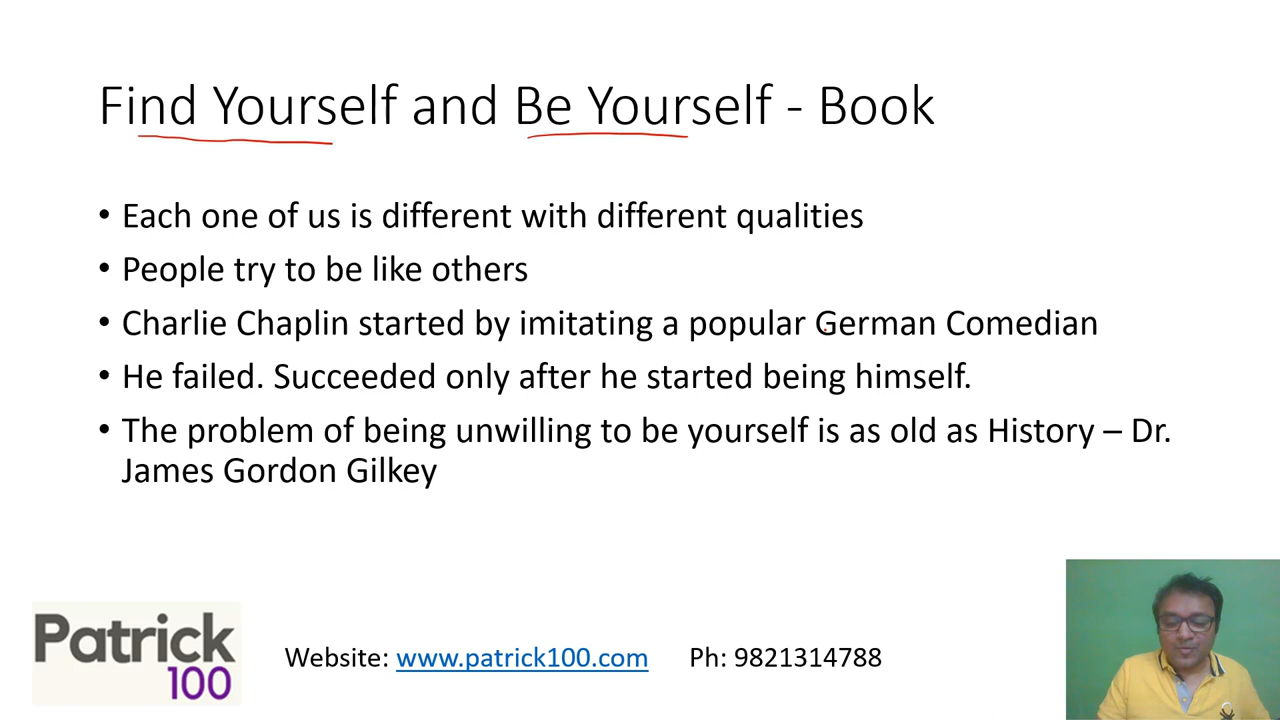 Find Yourself and Be Yourself - Book
• Each one of us is different with different qualities
• People try to be like others
• Charlie Chaplin started by imitating a popular German Comedian
• He failed. Succeeded only after he started being himself.
• The problem of being unwilling to be yourself is as old as History – Dr.
James Gordon Gilkey
Patrick
100
Website: www.patrick100.com Ph: 9821314788